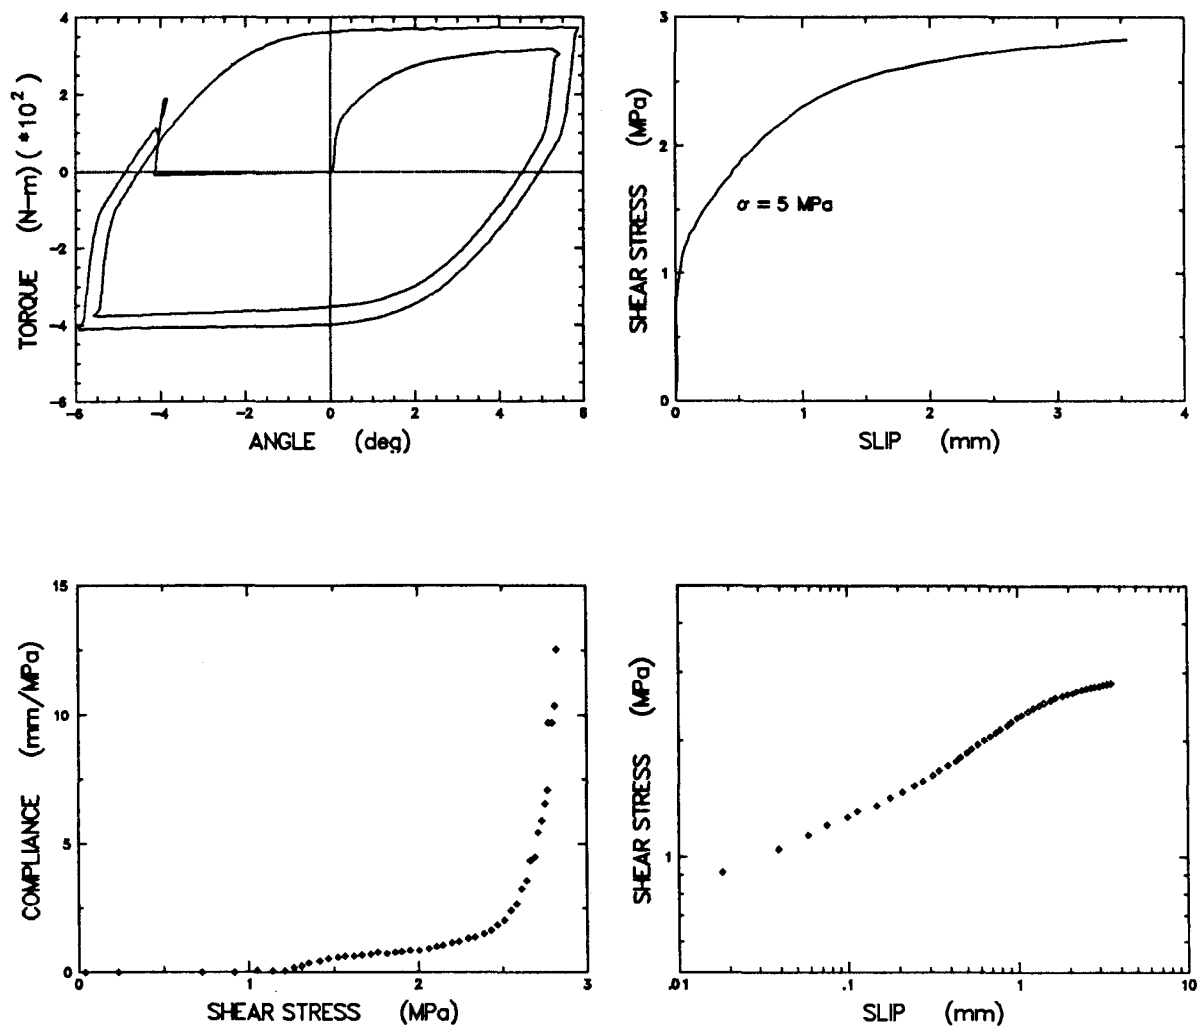 4
2
0
−2
−4
−6
TORQUE (N−m) ( *10²)
−6 −4 −2 0 2 4 6
ANGLE (deg)
3
2
1
0
SHEAR STRESS (MPa)
σ = 5 MPa
0 1 2 3 4
SLIP (mm)
15
10
5
0
COMPLIANCE (mm/MPa)
0 1 2 3
SHEAR STRESS (MPa)
1
SHEAR STRESS (MPa)
.01 0.1 1 10
SLIP (mm)